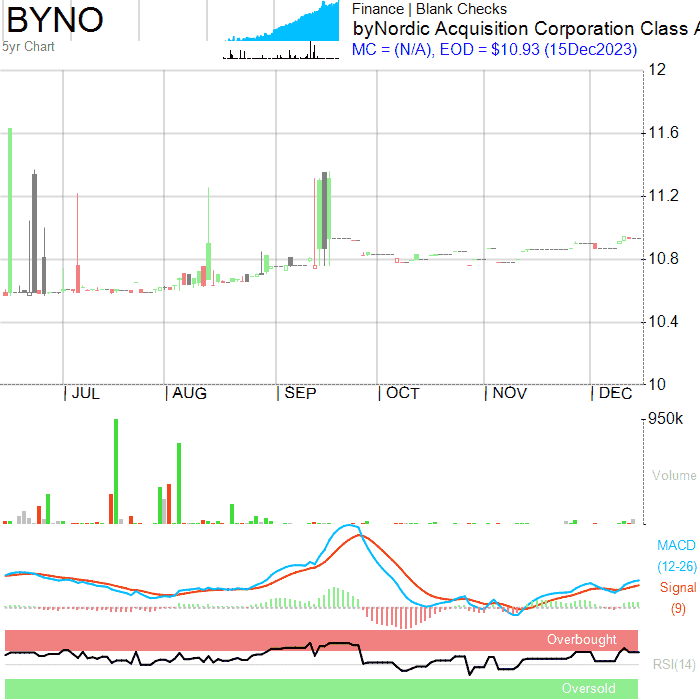 BYNO
5yr Chart
Finance | Blank Checks
byNordic Acquisition Corporation Class A
MC = (N/A), EOD = $10.93 (15Dec2023)
12
11.6
11.2
10.8
10.4
10
| JUL | AUG | SEP | OCT | NOV | DEC
950k
Volume
MACD
(12-26)
Signal
(9)
Overbought
RSI(14)
Oversold